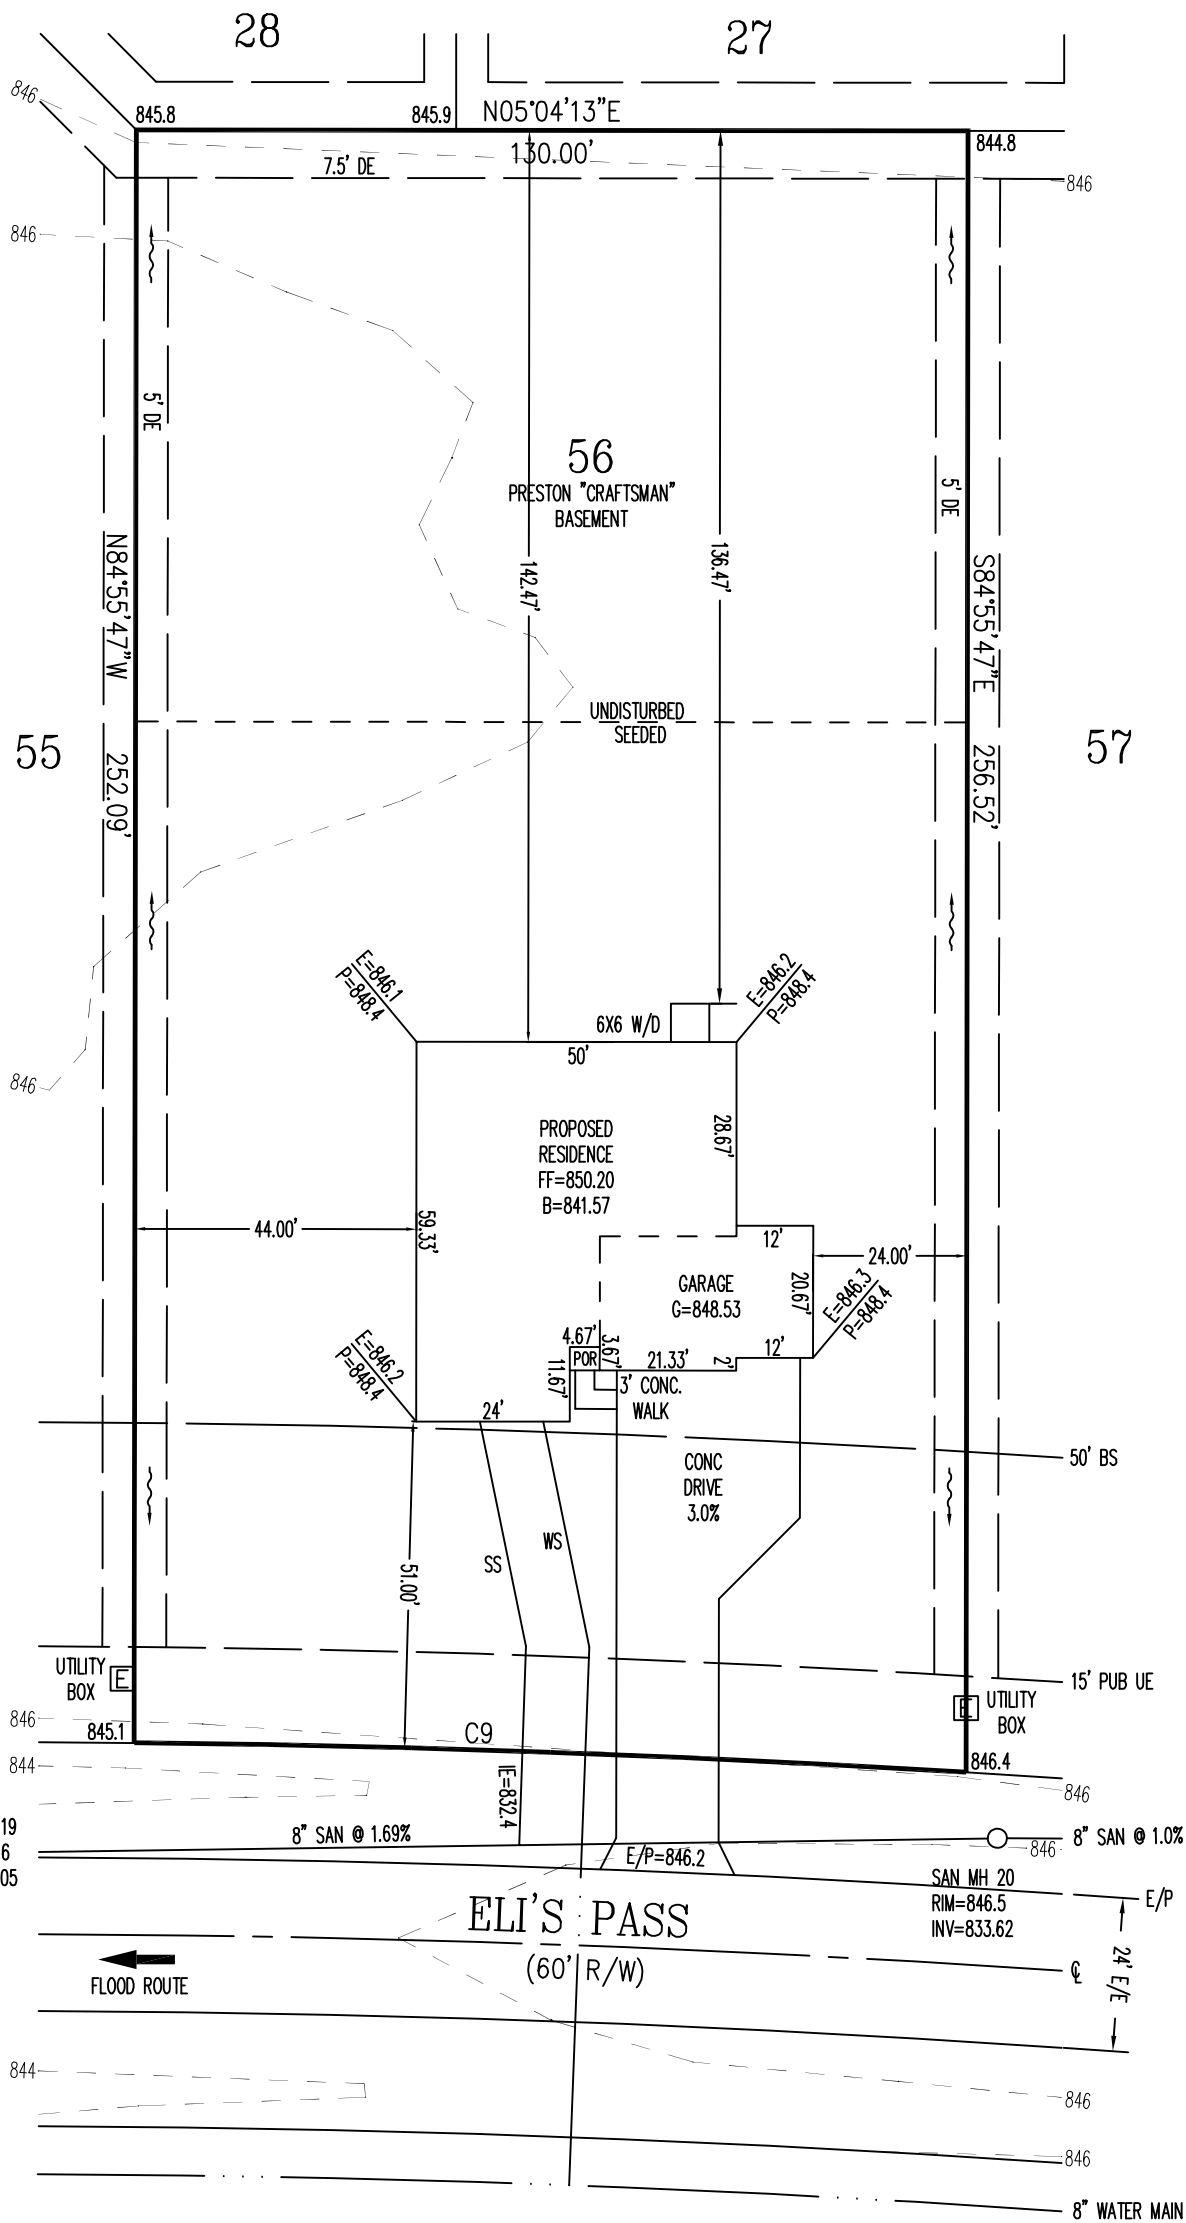 28
27
846
845.8
845.9
N05°04'13"E
130.00'
844.8
7.5' DE
846
846
5' DE
56
PRESTON "CRAFTSMAN"
BASEMENT
5' DE
142.47'
136.47'
N84°55'47"W 252.09'
S84°55'47"E 256.52'
UNDISTURBED
SEEDED
55
57
E=846.1
P=848.4
E=846.2
P=848.4
6X6 W/D
50'
846
PROPOSED
RESIDENCE
FF=850.20
B=841.57
28.67'
59.33'
44.00'
12'
24.00'
GARAGE
G=848.53
20.67'
E=846.3
P=848.4
E=846.2
P=848.4
4.67'
POR
3.67'
11.67'
21.33'
2'
12'
3' CONC.
WALK
24'
50' BS
CONC
DRIVE
3.0%
WS
SS
51.00'
UTILITY
BOX
E
15' PUB UE
E
UTILITY
BOX
846
845.1
C9
846.4
844
846
IE=832.4
19
6
05
8" SAN @ 1.69%
8" SAN @ 1.0%
846
E/P=846.2
SAN MH 20
RIM=846.5
INV=833.62
E/P
ELI'S PASS
(60' R/W)
FLOOD ROUTE
℄
24' E/E
844
846
846
8" WATER MAIN